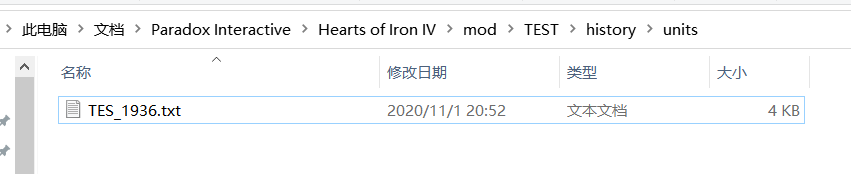 此电脑 > 文档 > Paradox Interactive > Hearts of Iron IV > mod > TEST > history > units
名称 修改日期 类型 大小
TES_1936.txt 2020/11/1 20:52 文本文档 4 KB